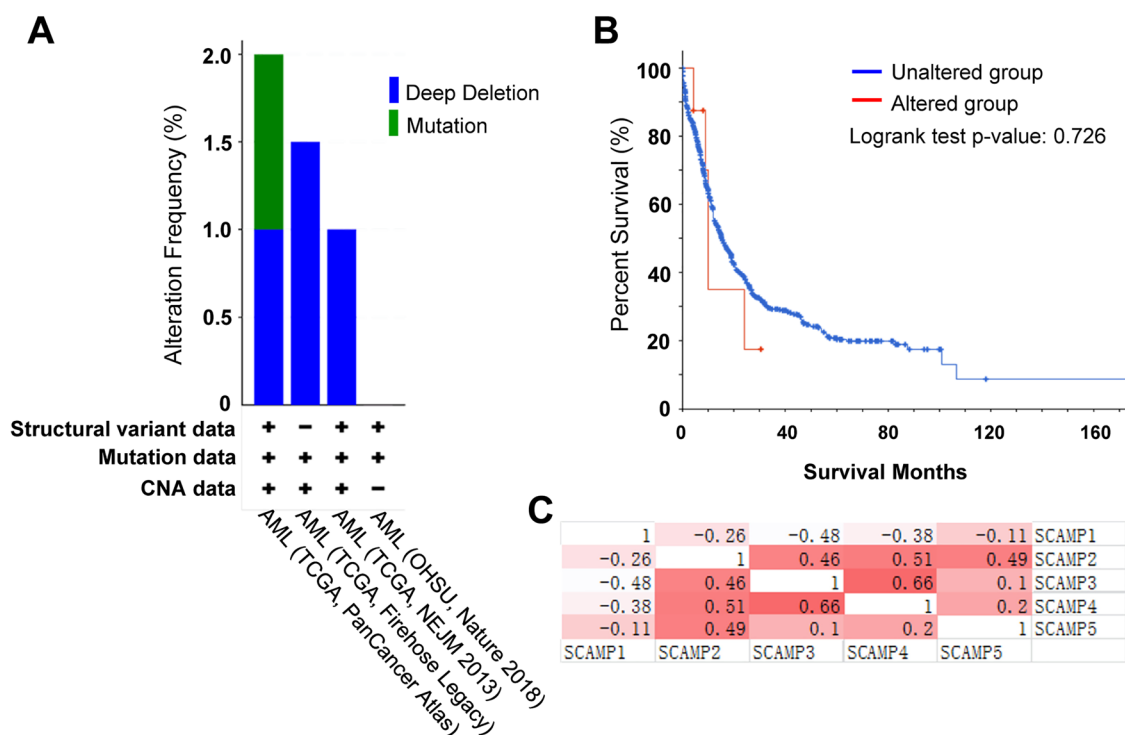 A
Alteration Frequency (%)
2.0
1.0
0.5
0
Deep Deletion
Mutation
Structural variant data + − + +
Mutation data + + + +
CNA data + + + −
AML (TCGA, PanCancer Atlas)
AML (TCGA, Firehose Legacy)
AML (TCGA, NEJM 2013)
AML (OHSU, Nature 2018)
B
Percent Survival (%)
100
80
60
40
20
0
Unaltered group
Altered group
Logrank test p-value: 0.726
0 40 80 120 160
Survival Months
C
1 -0.26 -0.48 -0.38 -0.11 SCAMP1
-0.26 1 0.46 0.51 0.49 SCAMP2
-0.48 0.46 1 0.66 0.1 SCAMP3
-0.38 0.51 0.66 1 0.2 SCAMP4
-0.11 0.49 0.1 0.2 1 SCAMP5
SCAMP1 SCAMP2 SCAMP3 SCAMP4 SCAMP5